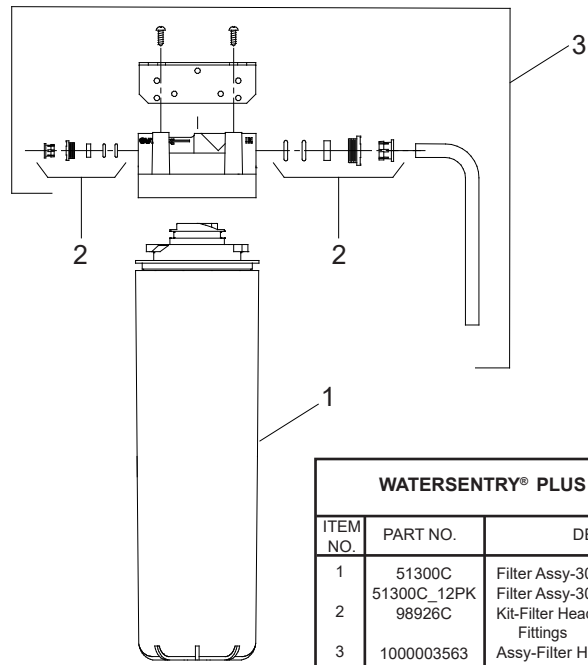 3
2
2
1
WATERSENTRY® PLUS
ITEM NO.
PART NO.
1
51300C
Filter Assy-30
51300C_12PK
Filter Assy-30
2
98926C
Kit-Filter Head
Fittings
3
1000003563
Assy-Filter H